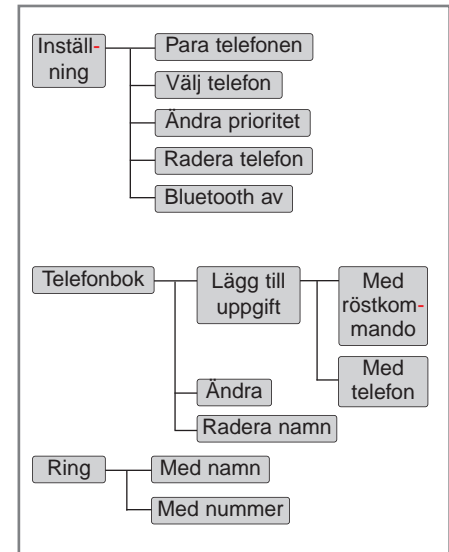 Inställ-
ning
Para telefonen
Välj telefon
Ändra prioritet
Radera telefon
Bluetooth av
Telefonbok
Lägg till
uppgift
Med
röstkom-
mando
Med
telefon
Ändra
Radera namn
Ring
Med namn
Med nummer